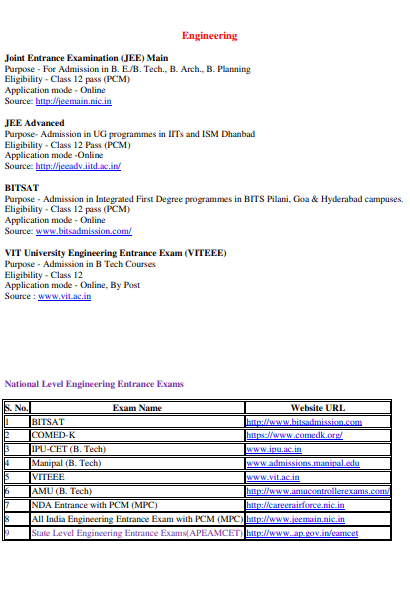 Engineering
Joint Entrance Examination (JEE) Main
Purpose - For Admission in B. E./B. Tech., B. Arch., B. Planning
Eligibility - Class 12 pass (PCM)
Application mode - Online
Source: http://jeemain.nic.in
JEE Advanced
Purpose- Admission in UG programmes in IITs and ISM Dhanbad
Eligibility - Class 12 Pass (PCM)
Application mode -Online
Source: http://jeeadv.iitd.ac.in/
BITSAT
Purpose - Admission in Integrated First Degree programmes in BITS Pilani, Goa & Hyderabad campuses.
Eligibility - Class 12 pass (PCM)
Application mode - Online
Source: www.bitsadmission.com/
VIT University Engineering Entrance Exam (VITEEE)
Purpose - Admission in B Tech Courses
Eligibility - Class 12
Application mode - Online, By Post
Source : www.vit.ac.in
National Level Engineering Entrance Exams
S. No. Exam Name Website URL
1 BITSAT http://www.bitsadmission.com
2 COMED-K https://www.comedk.org/
3 IPU-CET (B. Tech) www.ipu.ac.in
4 Manipal (B. Tech) www.admissions.manipal.edu
5 VITEEE www.vit.ac.in
6 AMU (B. Tech) http://www.amucontrollerexams.com/
7 NDA Entrance with PCM (MPC) http://careerairforce.nic.in
8 All India Engineering Entrance Exam with PCM (MPC) http://www.jeemain.nic.in
9 State Level Engineering Entrance Exams(APEAMCET) http://www..ap.gov.in/eamcet